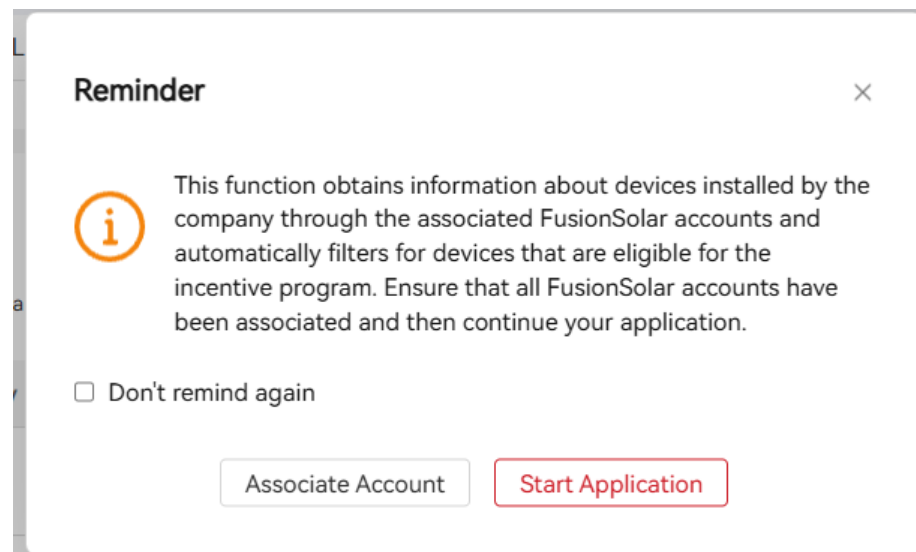 L
Reminder
This function obtains information about devices installed by the
company through the associated FusionSolar accounts and
automatically filters for devices that are eligible for the
incentive program. Ensure that all FusionSolar accounts have
been associated and then continue your application.
a
Don't remind again
Associate Account
Start Application